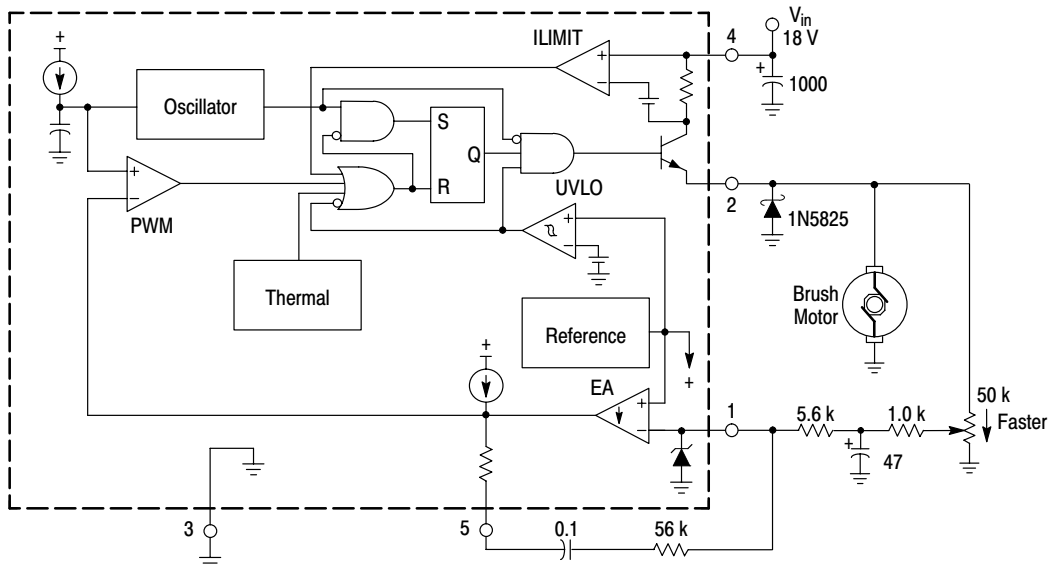 +
Oscillator
ILIMIT
+
−
4
Vin
18 V
+
1000
S
Q
R
+
−
PWM
UVLO
+
−
2
1N5825
Thermal
Brush
Motor
Reference
+
+
EA
+
−
1
5.6 k
1.0 k
50 k
Faster
+
47
3
5
0.1
56 k